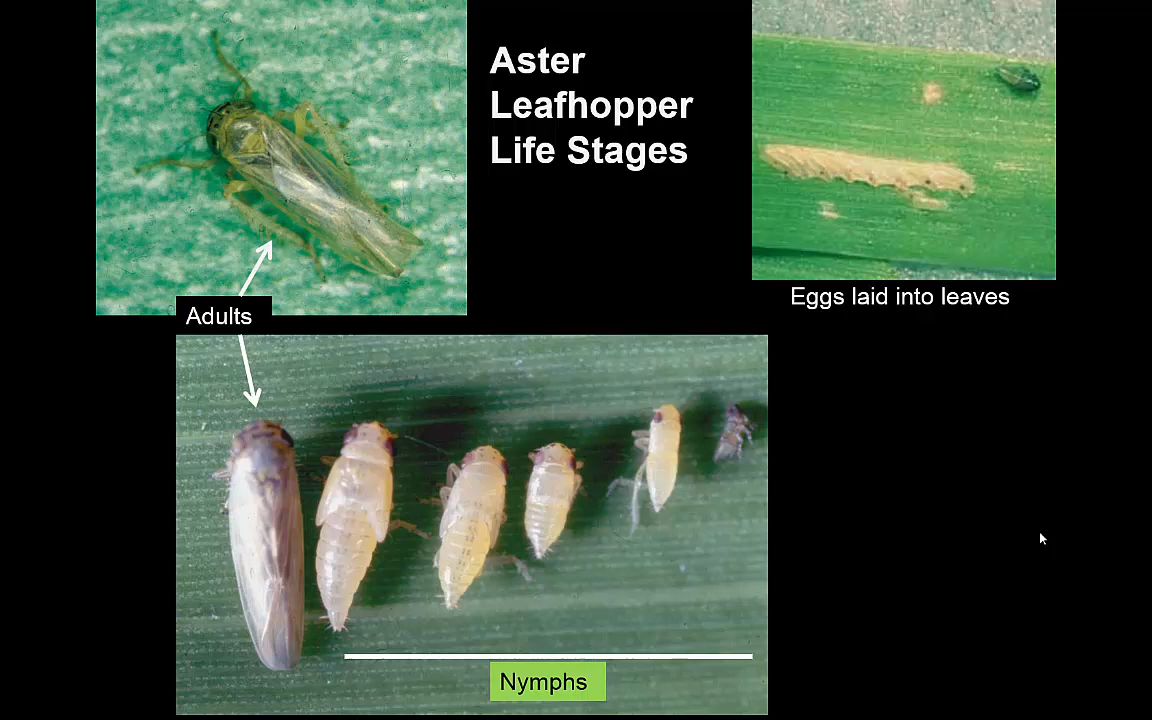 Aster
Leafhopper
Life Stages
Eggs laid into leaves
Adults
Nymphs